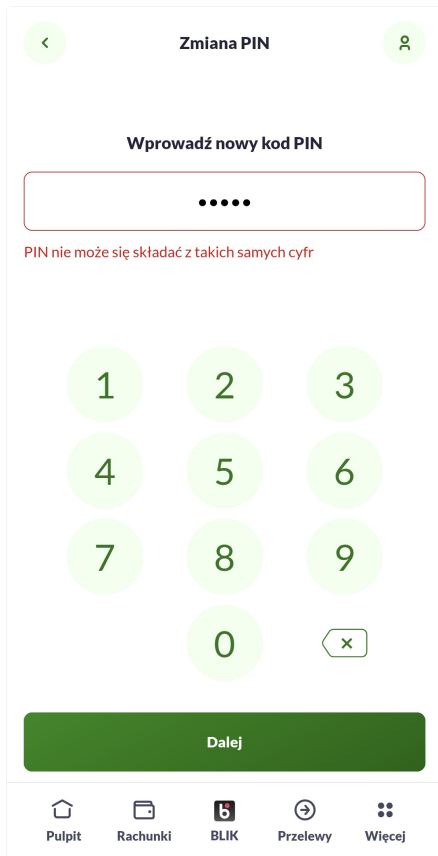 Zmiana PIN
Wprowadź nowy kod PIN
•••••
PIN nie może się składać z takich samych cyfr
1 2 3
4 5 6
7 8 9
0
Dalej
Pulpit Rachunki BLIK Przelewy Więcej